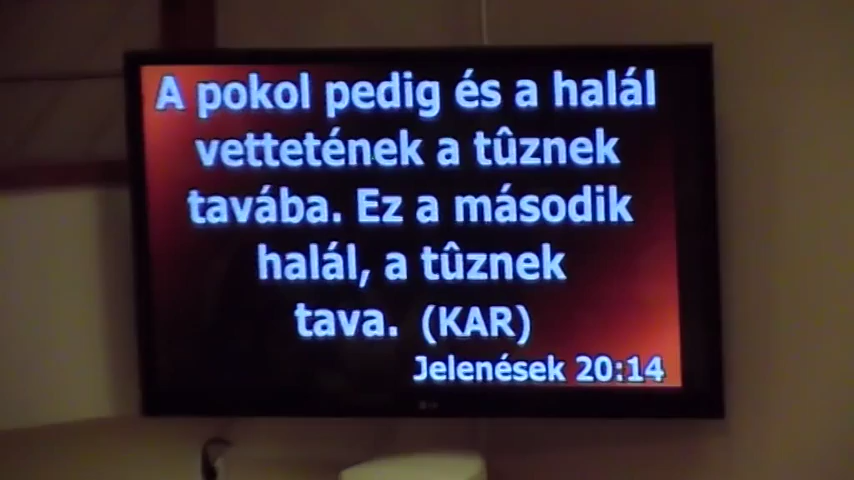 A pokol pedig és a halál
vettetének a tûznek
tavába. Ez a második
halál, a tûznek
tava. (KAR)
Jelenések 20:14